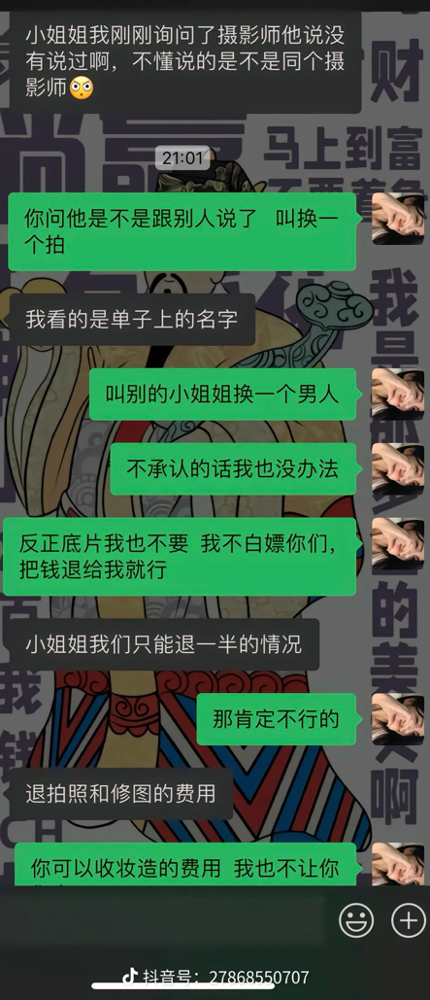 小姐姐我刚刚询问了摄影师他说没
有说过啊，不懂说的是不是同个摄
影师🙄
财
尚
马上到富
21:01
你问他是不是跟别人说了 叫换一
个拍
我看的是单子上的名字
我是
叫别的小姐姐换一个男人
不承认的话我也没办法
反正底片我也不要 我不白嫖你们，
把钱退给我就行
的美
小姐姐我们只能退一半的情况
我
钱
那肯定不行的
啊
退拍照和修图的费用
CH
你可以收妆造的费用 我也不让你
抖音号：27868550707